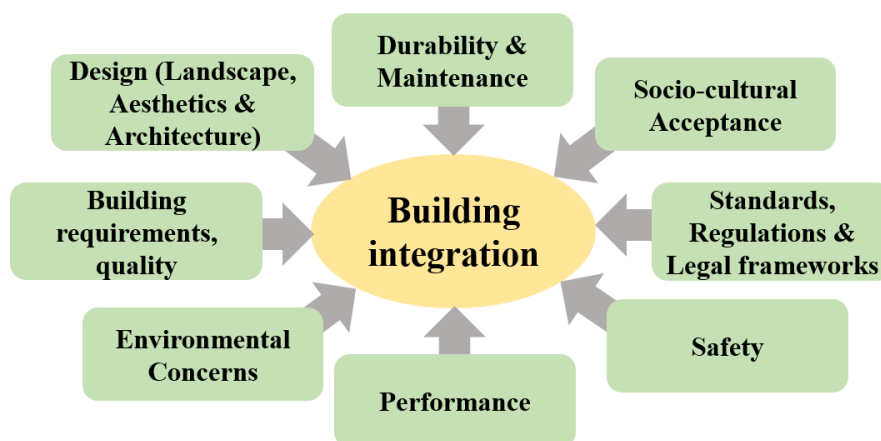 Durability &
Maintenance
Design (Landscape,
Aesthetics &
Architecture)
Socio-cultural
Acceptance
Building
requirements,
quality
Building
integration
Standards,
Regulations &
Legal frameworks
Environmental
Concerns
Performance
Safety